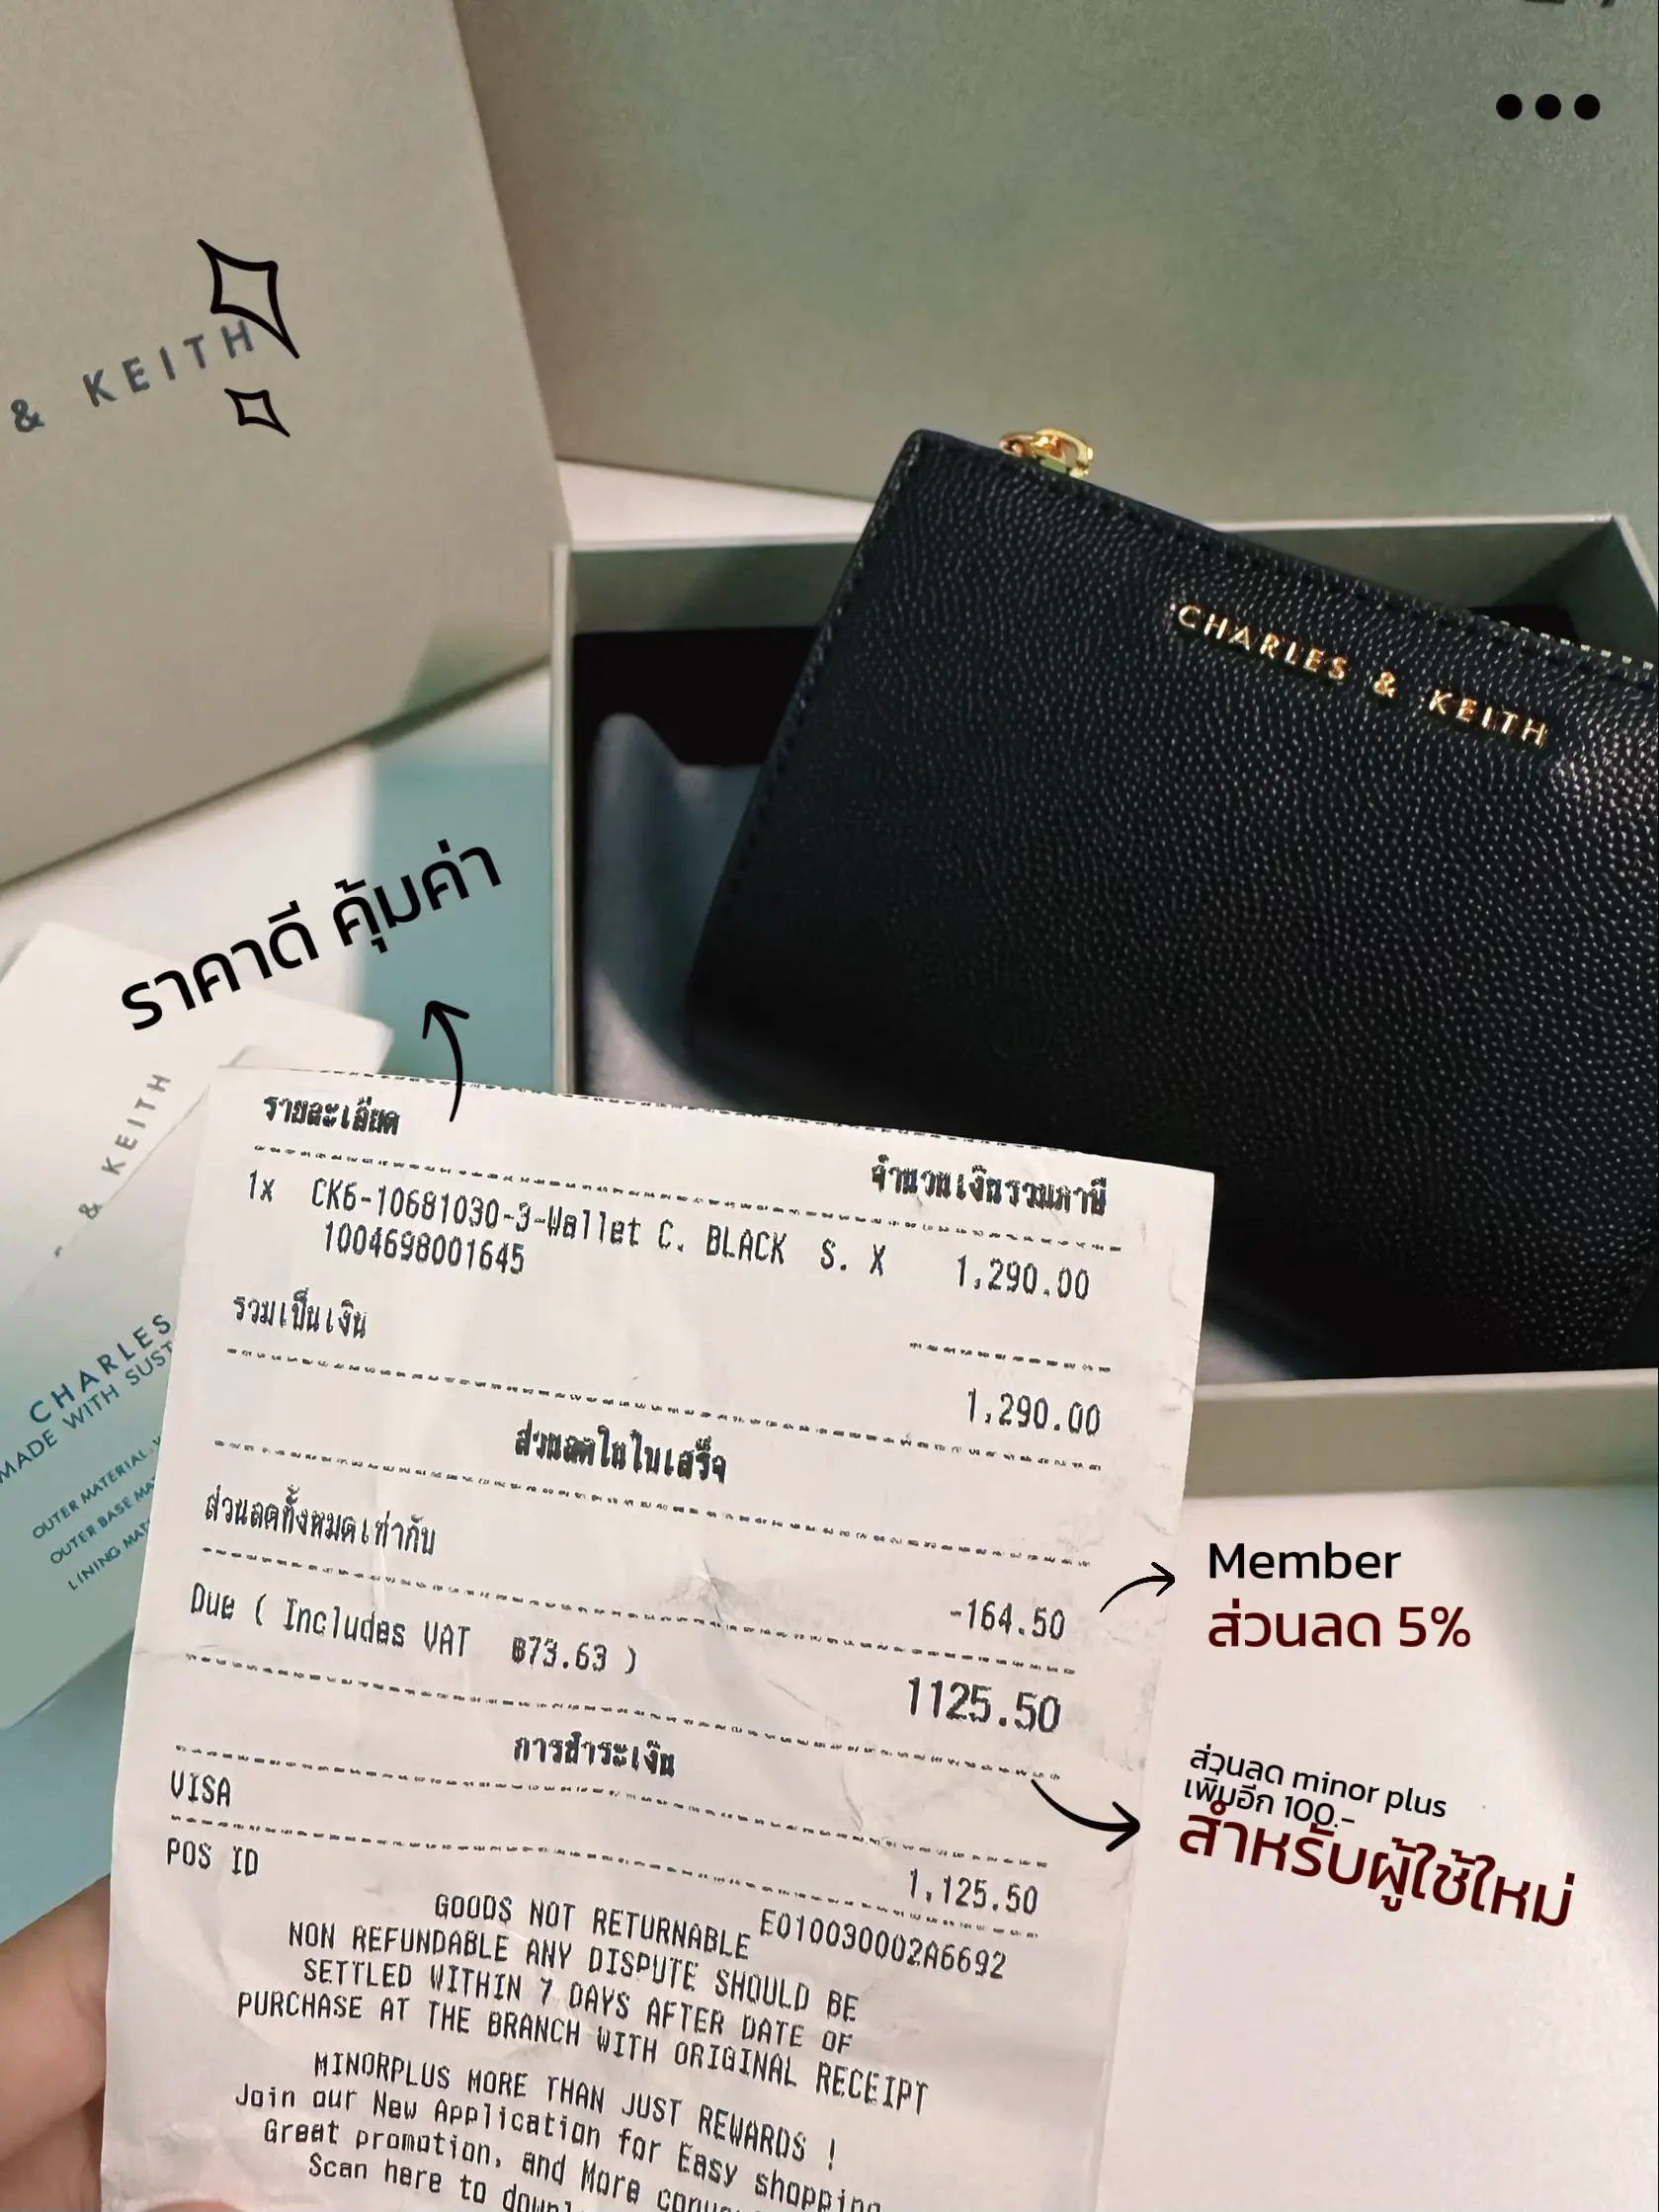 & KEITH
CHARLES & KEITH
ราคาดี คุ้มค่า
& KEITH
CHARLES
MADE WITH SUST
OUTER MATERIAL
OUTER BASE
LINING
รายละเอียด
จำนวนเงินรวมภาษี
1x CK6-10681030-3-Wallet C. BLACK S. X 1,290.00
1004698001645
รวมเป็นเงิน
1,290.00
ส่วนลดในใบเสร็จ
ส่วนลดทั้งหมดเท่ากับ
-164.50
Due ( Includes VAT ฿73.63 )
1125.50
การชำระเงิน
VISA
1,125.50
POS ID
E010030002A6692
GOODS NOT RETURNABLE
NON REFUNDABLE ANY DISPUTE SHOULD BE
SETTLED WITHIN 7 DAYS AFTER DATE OF
PURCHASE AT THE BRANCH WITH ORIGINAL RECEIPT
MINORPLUS MORE THAN JUST REWARDS !
Join our New Application for Easy shopping
Great promotion, and More
Scan here to
Member
ส่วนลด 5%
ส่วนลด minor plus
เพิ่มอีก 100.-
สำหรับผู้ใช้ใหม่